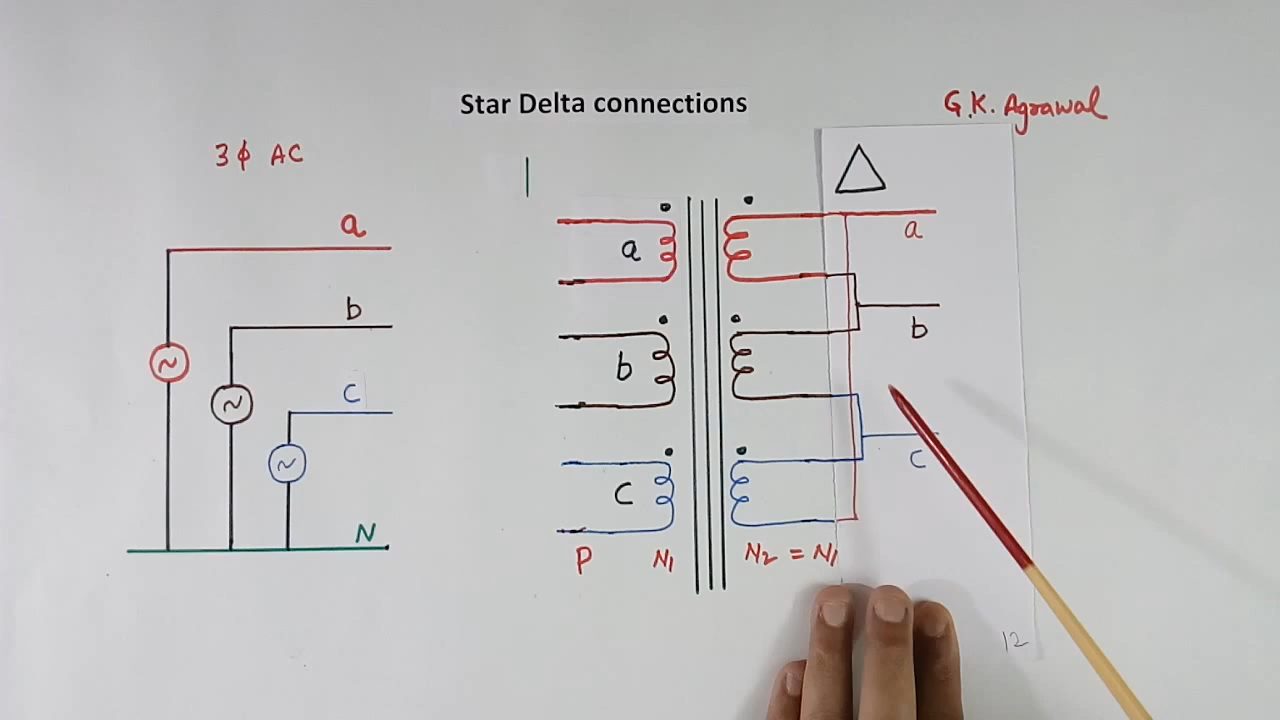 Star Delta connections
G.K. Agrawal
3ϕ AC
a
b
c
N
a
b
c
P
N1
N2 = N1
a
b
c
12